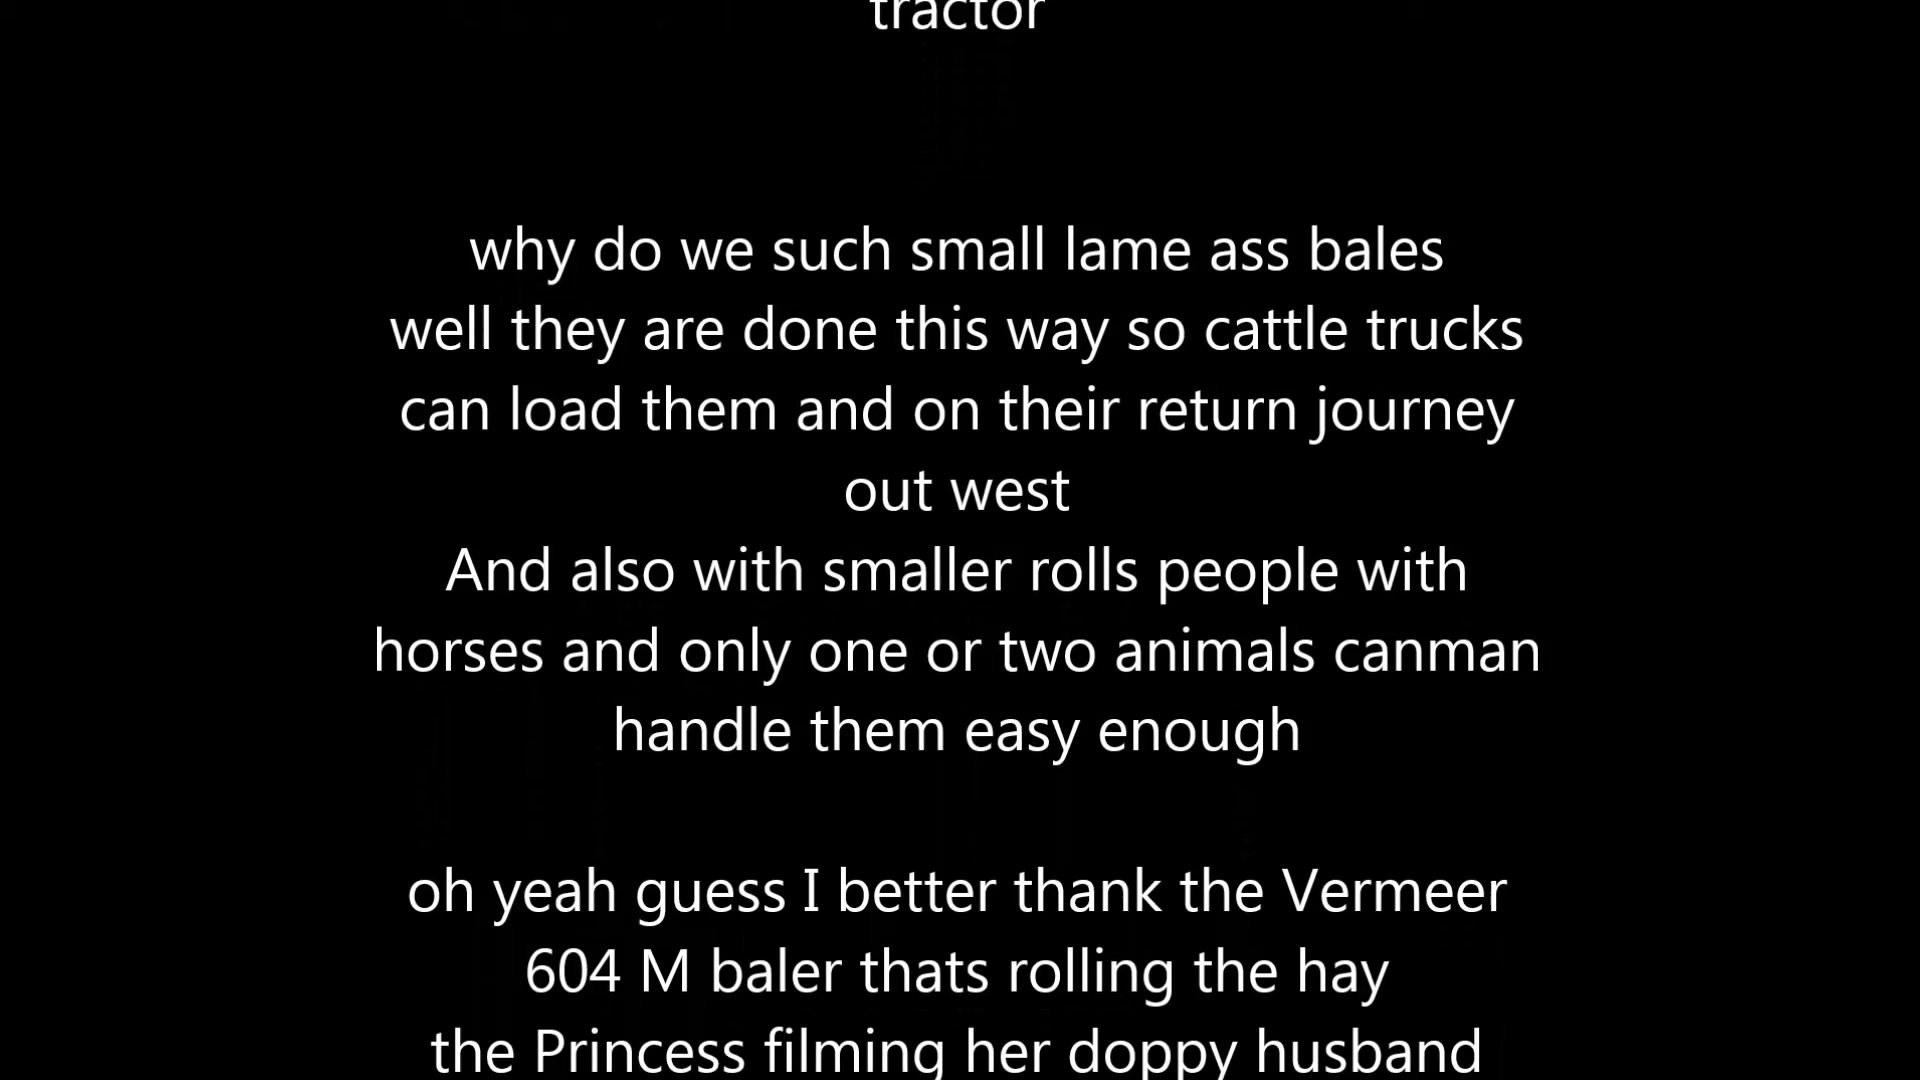 tractor
why do we such small lame ass bales
well they are done this way so cattle trucks
can load them and on their return journey
out west
And also with smaller rolls people with
horses and only one or two animals canman
handle them easy enough
oh yeah guess I better thank the Vermeer
604 M baler thats rolling the hay
the Princess filming her doppy husband